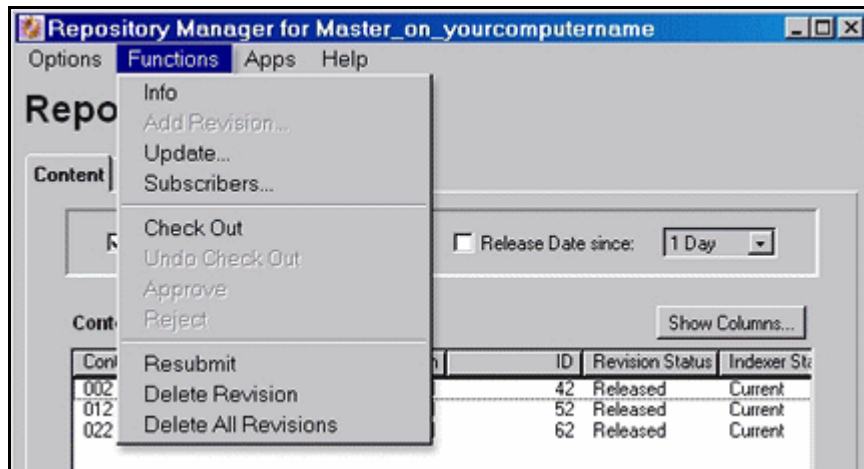 Repository Manager for Master_on_yourcomputername
Options Functions Apps Help
Info
Add Revision...
Update...
Subscribers...
Check Out
Undo Check Out
Approve
Reject
Resubmit
Delete Revision
Delete All Revisions
Repo
Content
Release Date since: 1 Day
Cont
Show Columns...
Con ID Revision Status Indexer Sta
002 42 Released Current
012 52 Released Current
022 62 Released Current